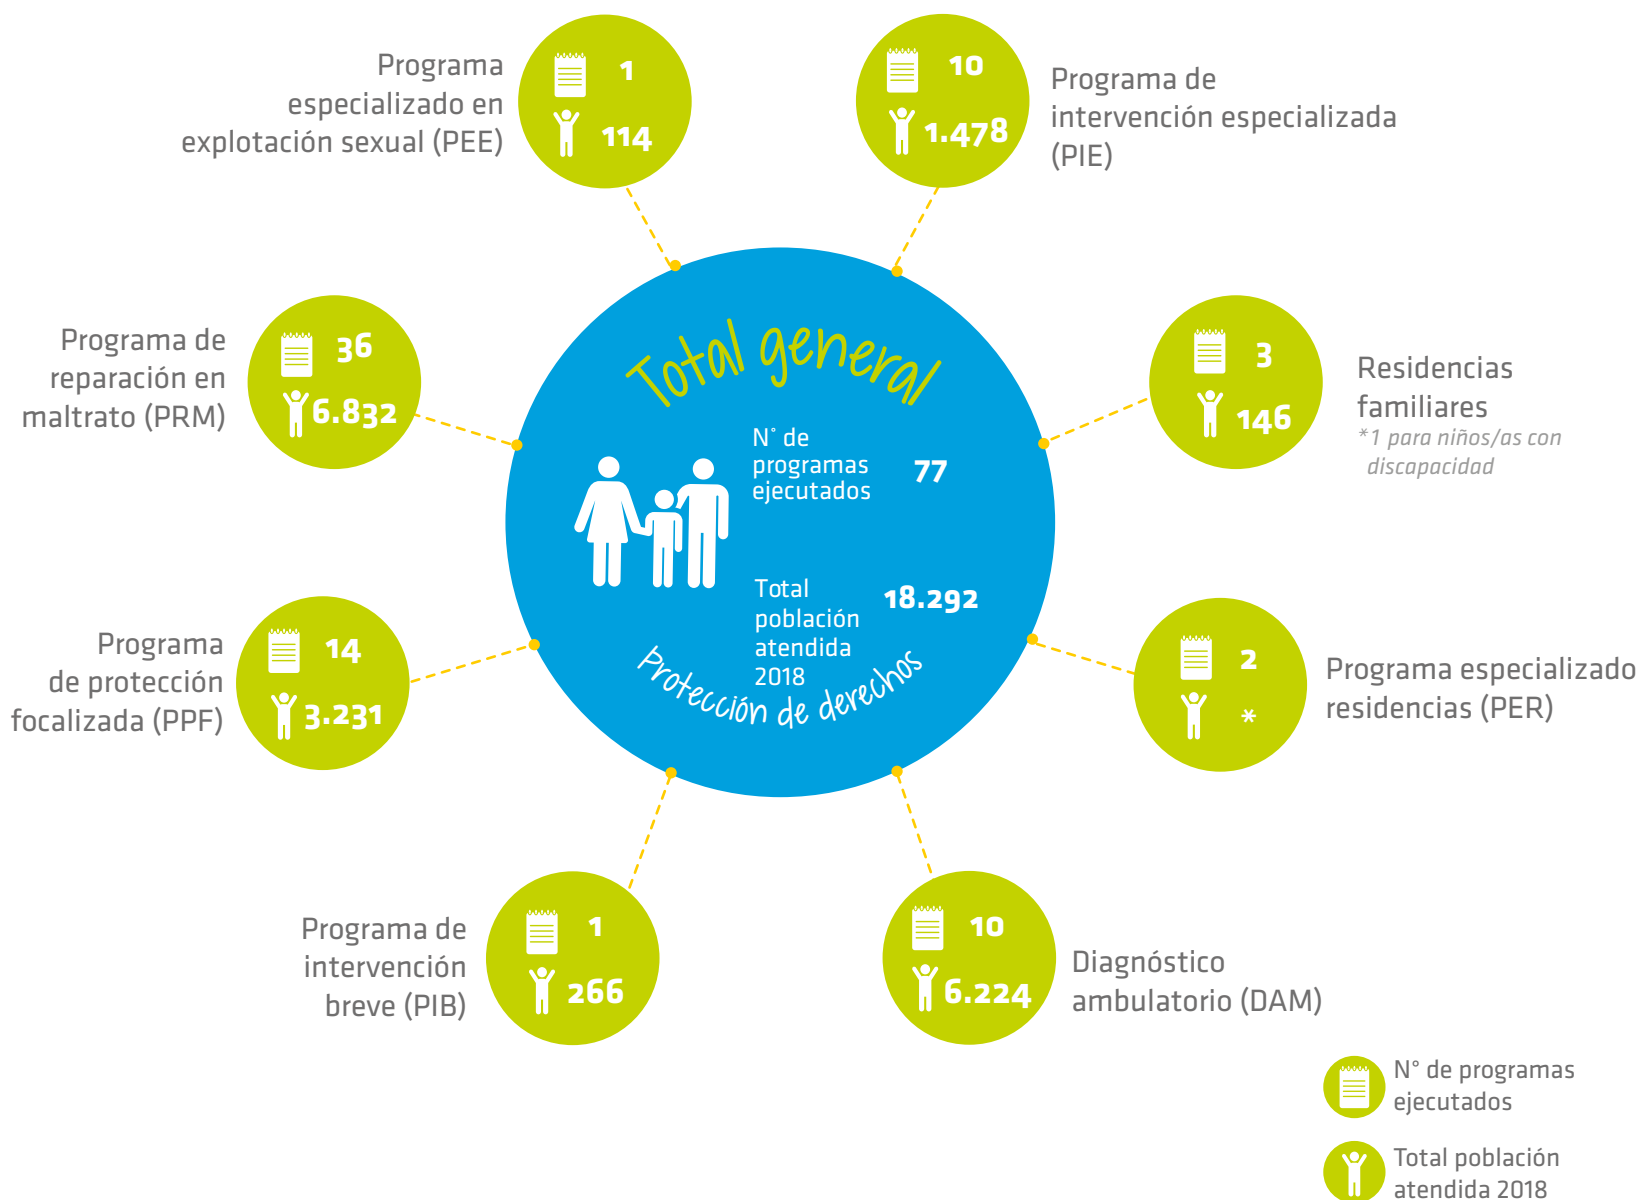 Programa
especializado en
explotación sexual (PEE)
1
114
10
1.478
Programa de
intervención especializada
(PIE)
Programa de
reparación en
maltrato (PRM)
36
6.832
3
146
Residencias
familiares
*1 para niños/as con
discapacidad
Total general
N° de
programas
ejecutados
77
Total
población
atendida
2018
18.292
Protección de derechos
Programa
de protección
focalizada (PPF)
14
3.231
2
*
Programa especializado
residencias (PER)
Programa de
intervención
breve (PIB)
1
266
10
6.224
Diagnóstico
ambulatorio (DAM)
N° de programas
ejecutados
Total población
atendida 2018